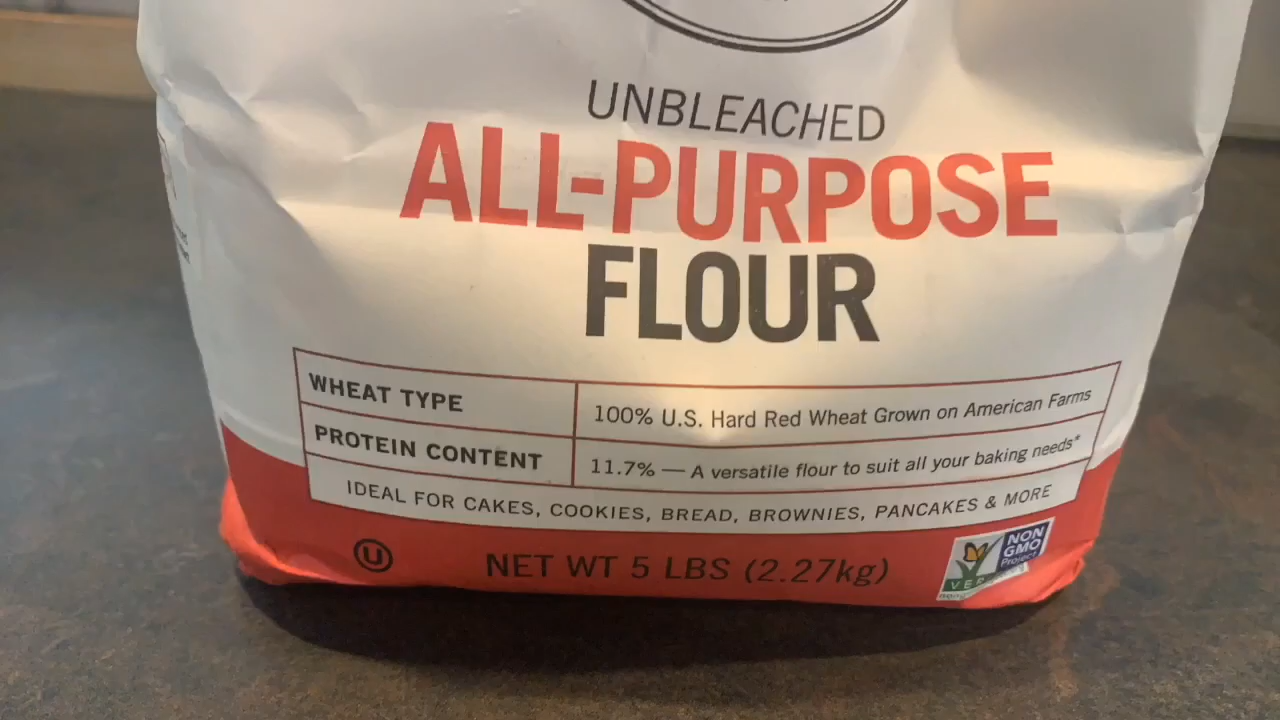 UNBLEACHED
ALL-PURPOSE
FLOUR
WHEAT TYPE
100% U.S. Hard Red Wheat Grown on American Farms
PROTEIN CONTENT
11.7% — A versatile flour to suit all your baking needs*
IDEAL FOR CAKES, COOKIES, BREAD, BROWNIES, PANCAKES & MORE
U
NET WT 5 LBS (2.27kg)
NON
GMO
Project